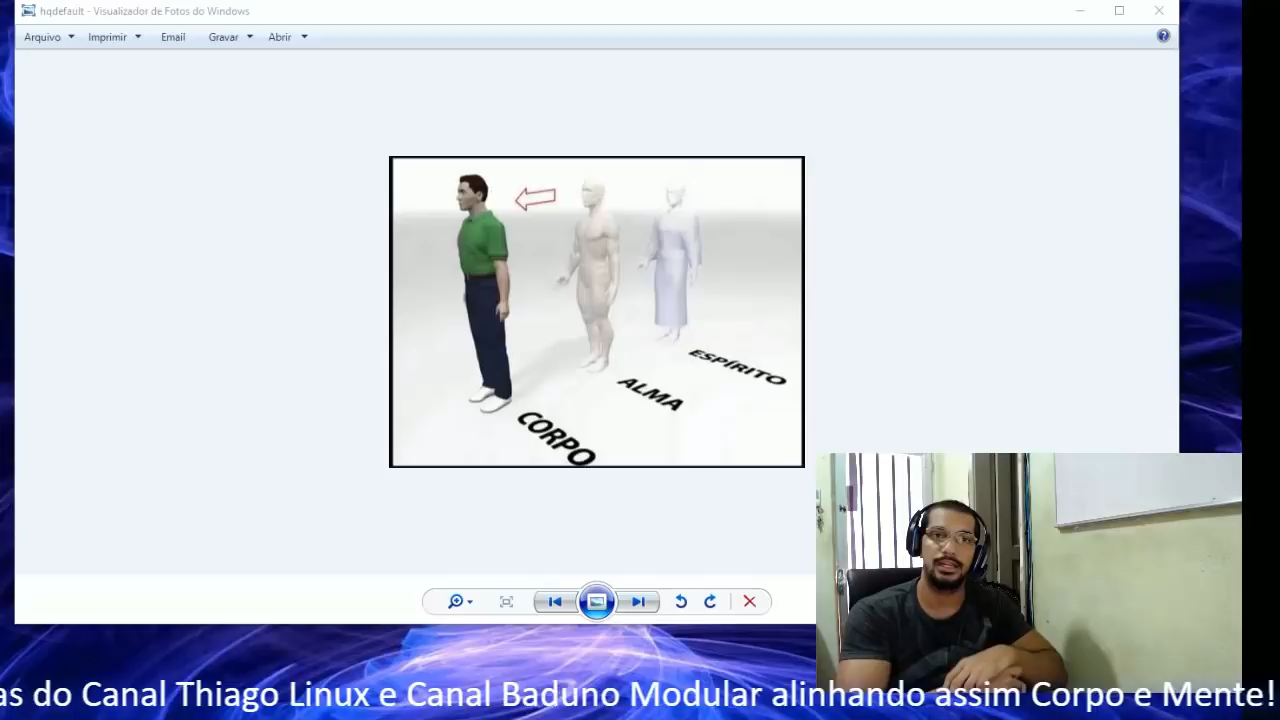 hqdefault - Visualizador de Fotos do Windows
Arquivo Imprimir Email Gravar Abrir
ESPÍRITO
ALMA
CORPO
as do Canal Thiago Linux e Canal Baduno Modular alinhando assim Corpo e Mente!